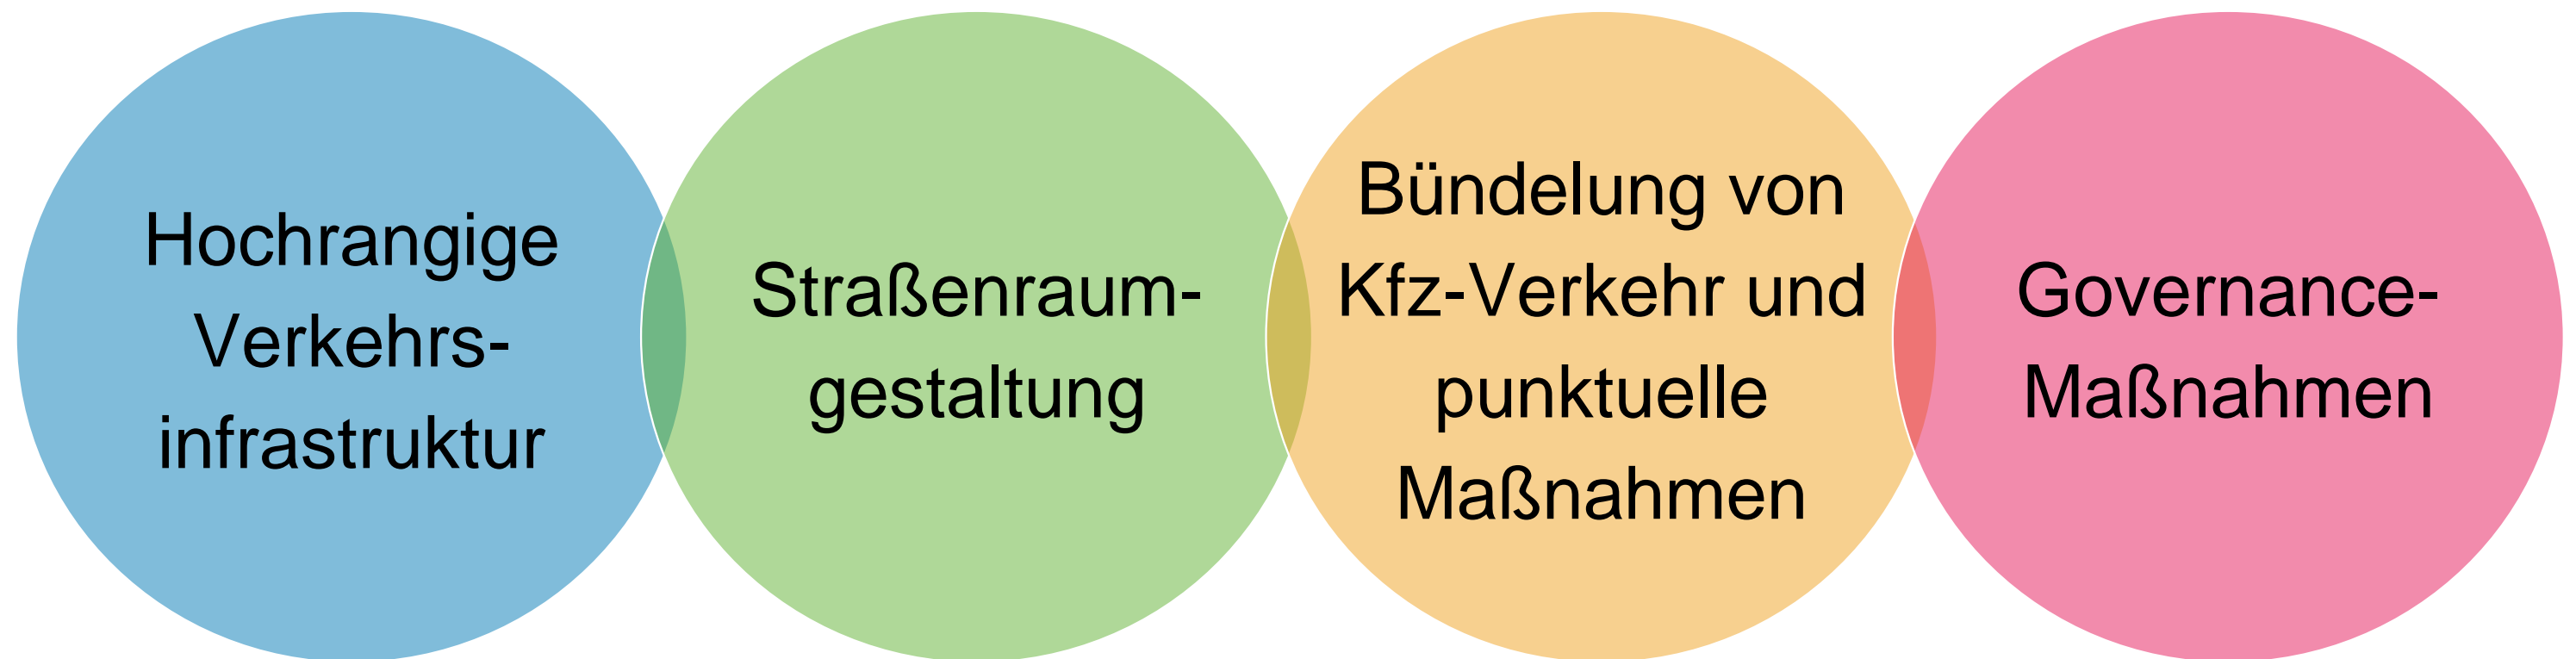 Hochrangige
Verkehrs-
infrastruktur
Straßenraum-
gestaltung
Bündelung von
Kfz-Verkehr und
punktuelle
Maßnahmen
Governance-
Maßnahmen